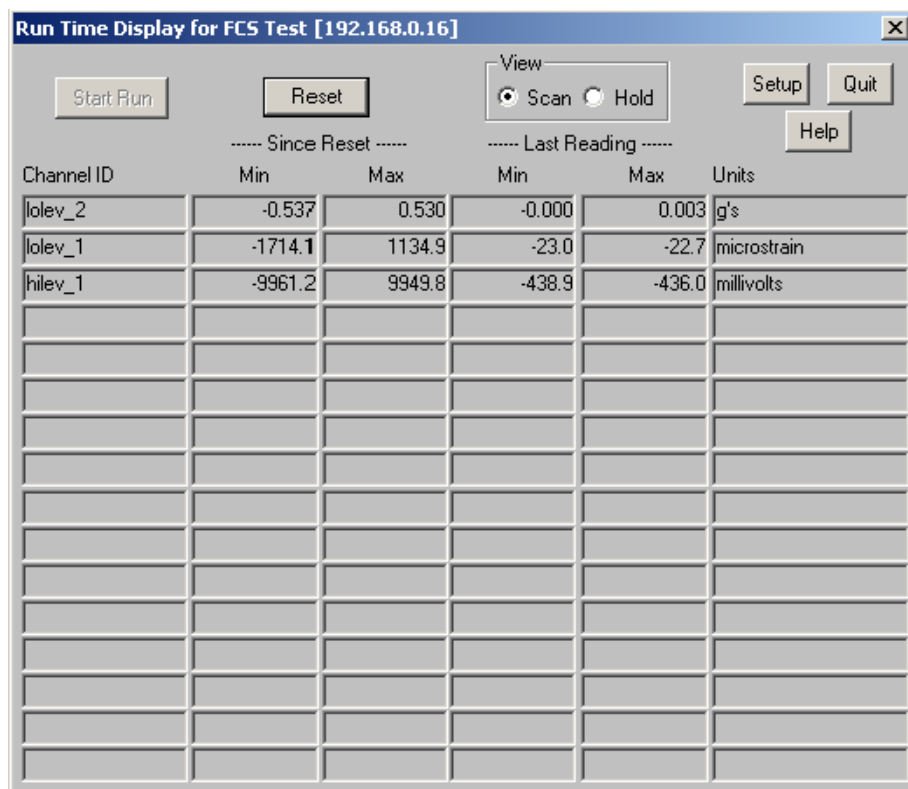 Run Time Display for FCS Test [192.168.0.16]
View
Start Run Reset Scan Hold Setup Quit
Help
------ Since Reset ------ ------ Last Reading ------
Channel ID Min Max Min Max Units
lolev_2 -0.537 0.530 -0.000 0.003 g's
lolev_1 -1714.1 1134.9 -23.0 -22.7 microstrain
hilev_1 -9961.2 9949.8 -438.9 -436.0 millivolts